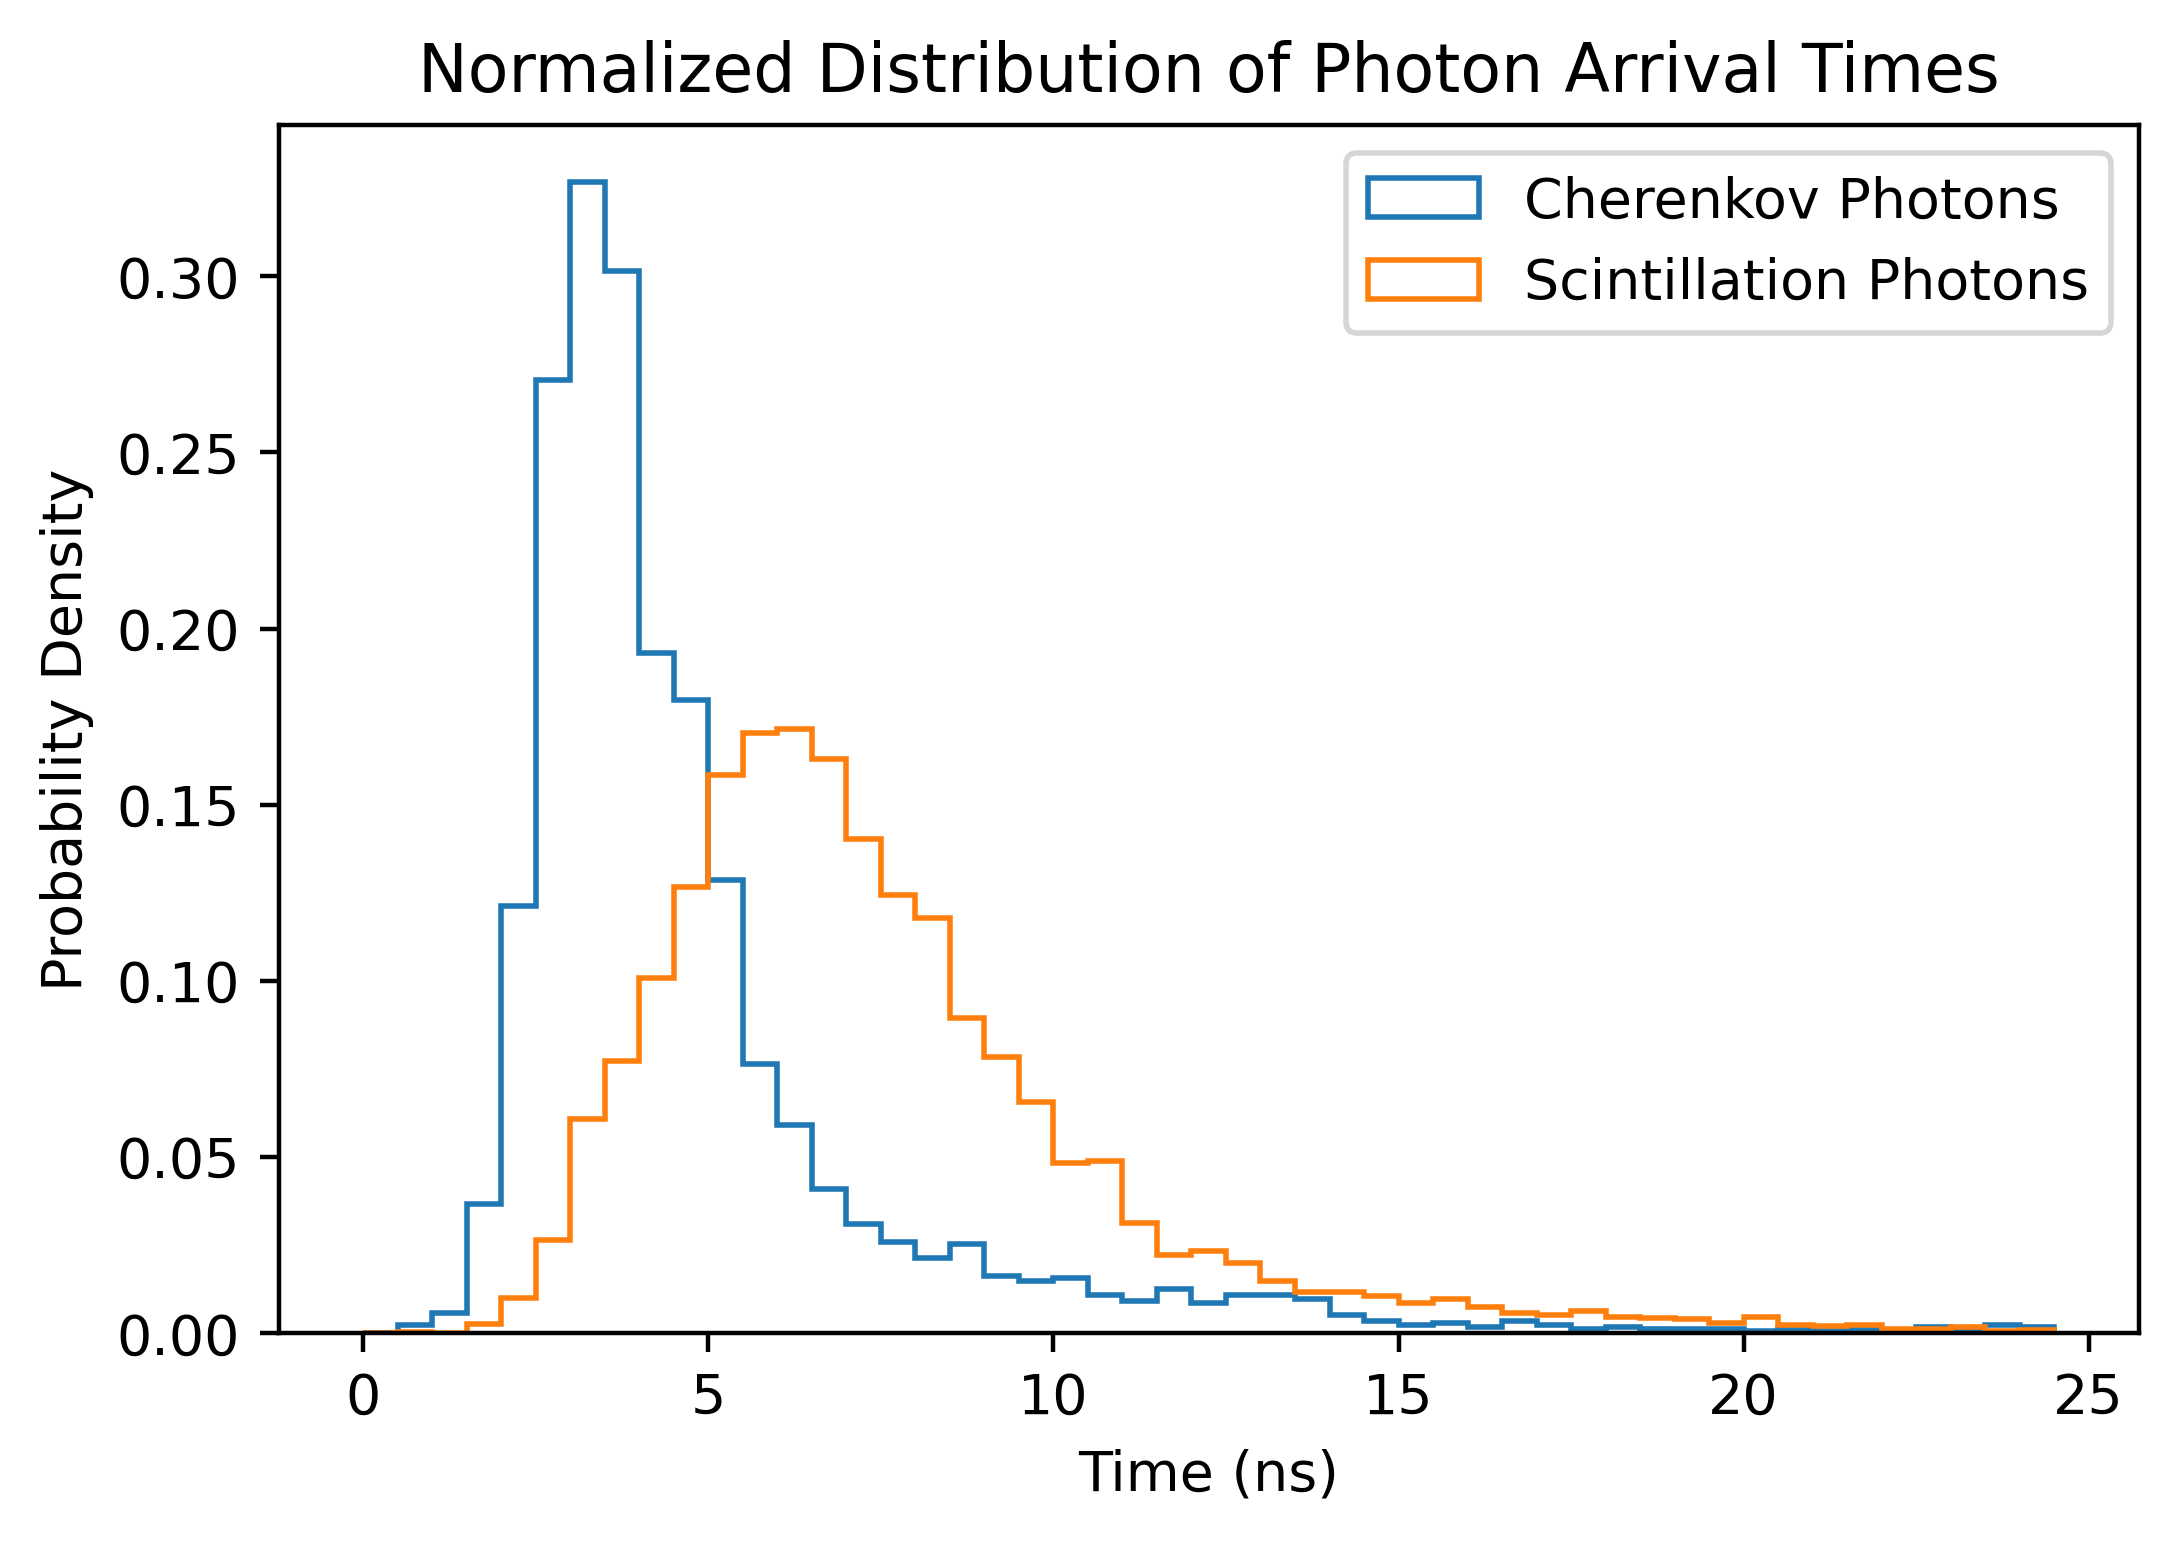 Normalized Distribution of Photon Arrival Times
Cherenkov Photons
Scintillation Photons
Probability Density
0.30
0.25
0.20
0.15
0.10
0.05
0.00
0 5 10 15 20 25
Time (ns)